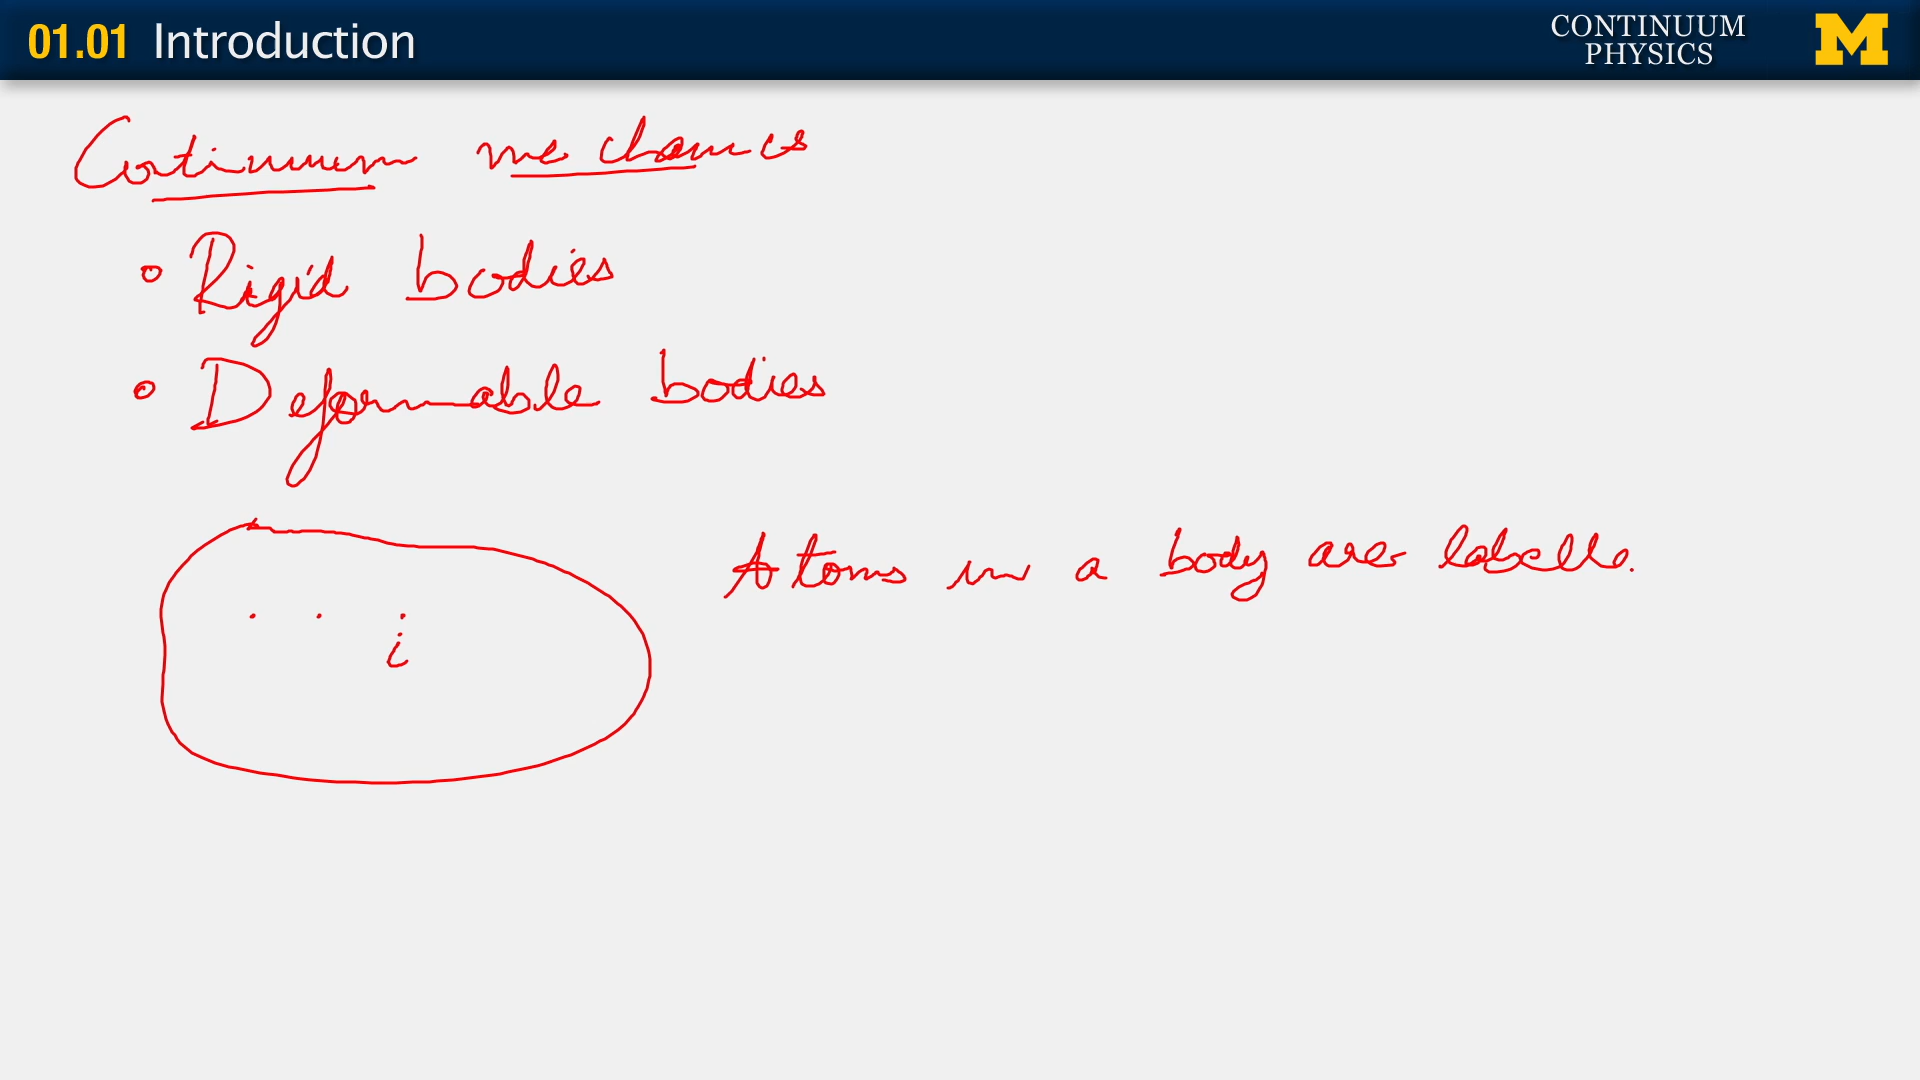 01.01 Introduction
CONTINUUM
PHYSICS
M
Continuum mechanics
Rigid bodies
Deformable bodies
Atoms in a body are labelle
i